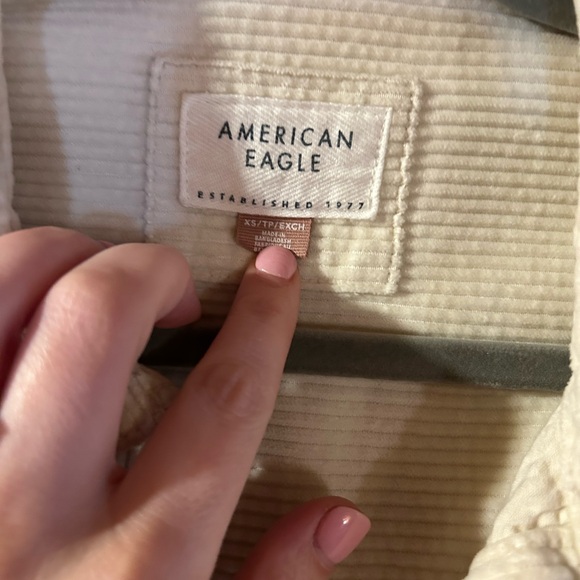 AMERICAN
EAGLE
ESTABLISHED 1977
XS/TP/EXCH
MADE IN
BANGLADESH